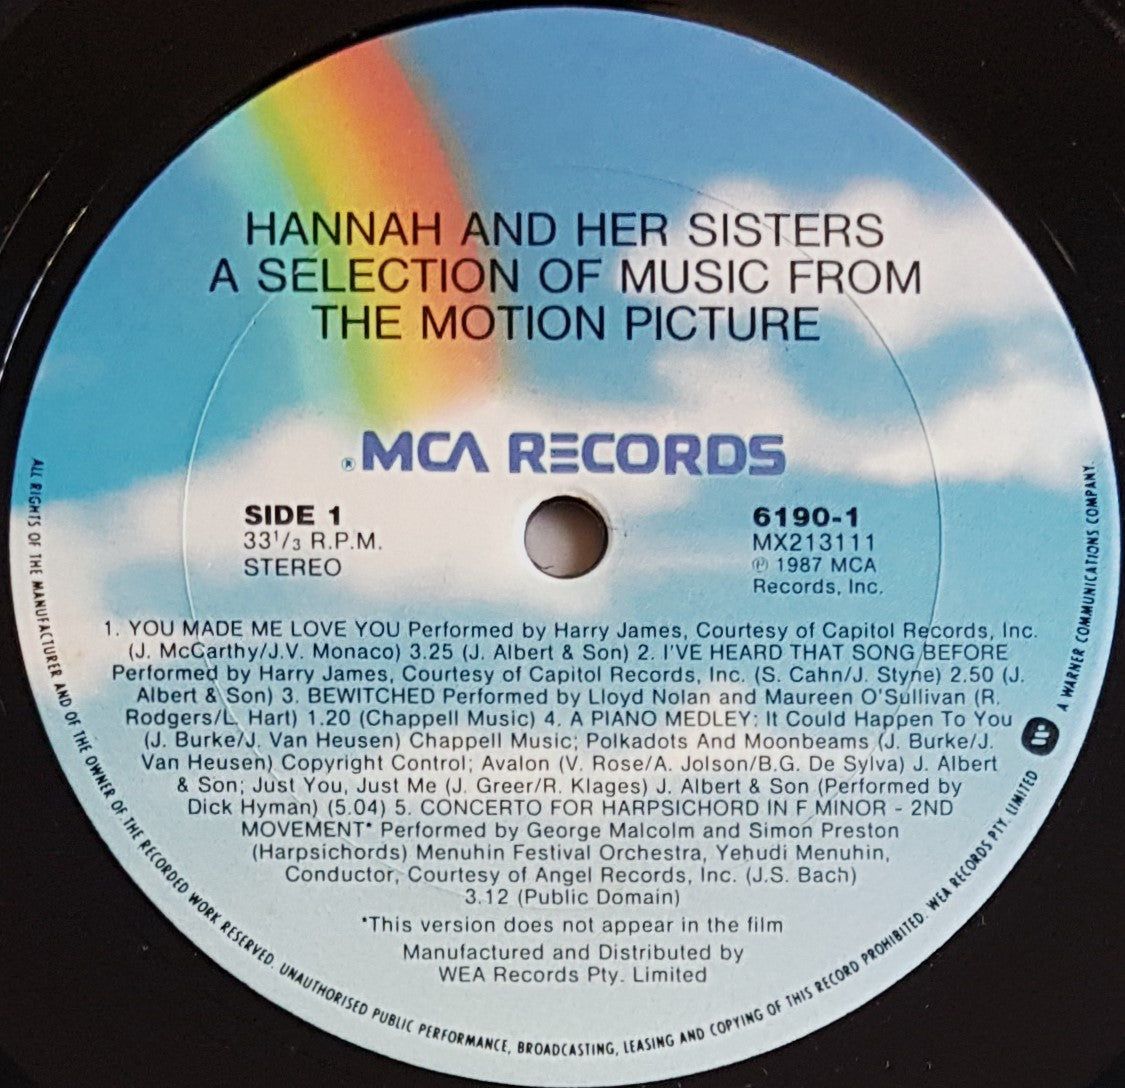 HANNAH AND HER SISTERS
A SELECTION OF MUSIC FROM
THE MOTION PICTURE
® MCA RECORDS
SIDE 1
33¹/₃ R.P.M.
STEREO
6190-1
MX213111
℗ 1987 MCA
Records, Inc.
1. YOU MADE ME LOVE YOU Performed by Harry James, Courtesy of Capitol Records, Inc.
(J. McCarthy/J.V. Monaco) 3.25 (J. Albert & Son) 2. I'VE HEARD THAT SONG BEFORE
Performed by Harry James, Courtesy of Capitol Records, Inc. (S. Cahn/J. Styne) 2.50 (J.
Albert & Son) 3. BEWITCHED Performed by Lloyd Nolan and Maureen O'Sullivan (R.
Rodgers/L. Hart) 1.20 (Chappell Music) 4. A PIANO MEDLEY: It Could Happen To You
(J. Burke/J. Van Heusen) Chappell Music; Polkadots And Moonbeams (J. Burke/J.
Van Heusen) Copyright Control; Avalon (V. Rose/A. Jolson/B.G. De Sylva) J. Albert
& Son; Just You, Just Me (J. Greer/R. Klages) J. Albert & Son (Performed by
Dick Hyman) (5.04) 5. CONCERTO FOR HARPSICHORD IN F MINOR - 2ND
MOVEMENT* Performed by George Malcolm and Simon Preston
(Harpsichords) Menuhin Festival Orchestra, Yehudi Menuhin,
Conductor, Courtesy of Angel Records, Inc. (J.S. Bach)
3.12 (Public Domain)
*This version does not appear in the film
Manufactured and Distributed by
WEA Records Pty. Limited
ALL RIGHTS OF THE MANUFACTURER AND OF THE OWNER OF THE RECORDED WORK RESERVED. UNAUTHORISED PUBLIC PERFORMANCE, BROADCASTING, LEASING AND COPYING OF THIS RECORD PROHIBITED. WEA RECORDS PTY. LIMITED A WARNER COMMUNICATIONS COMPANY.